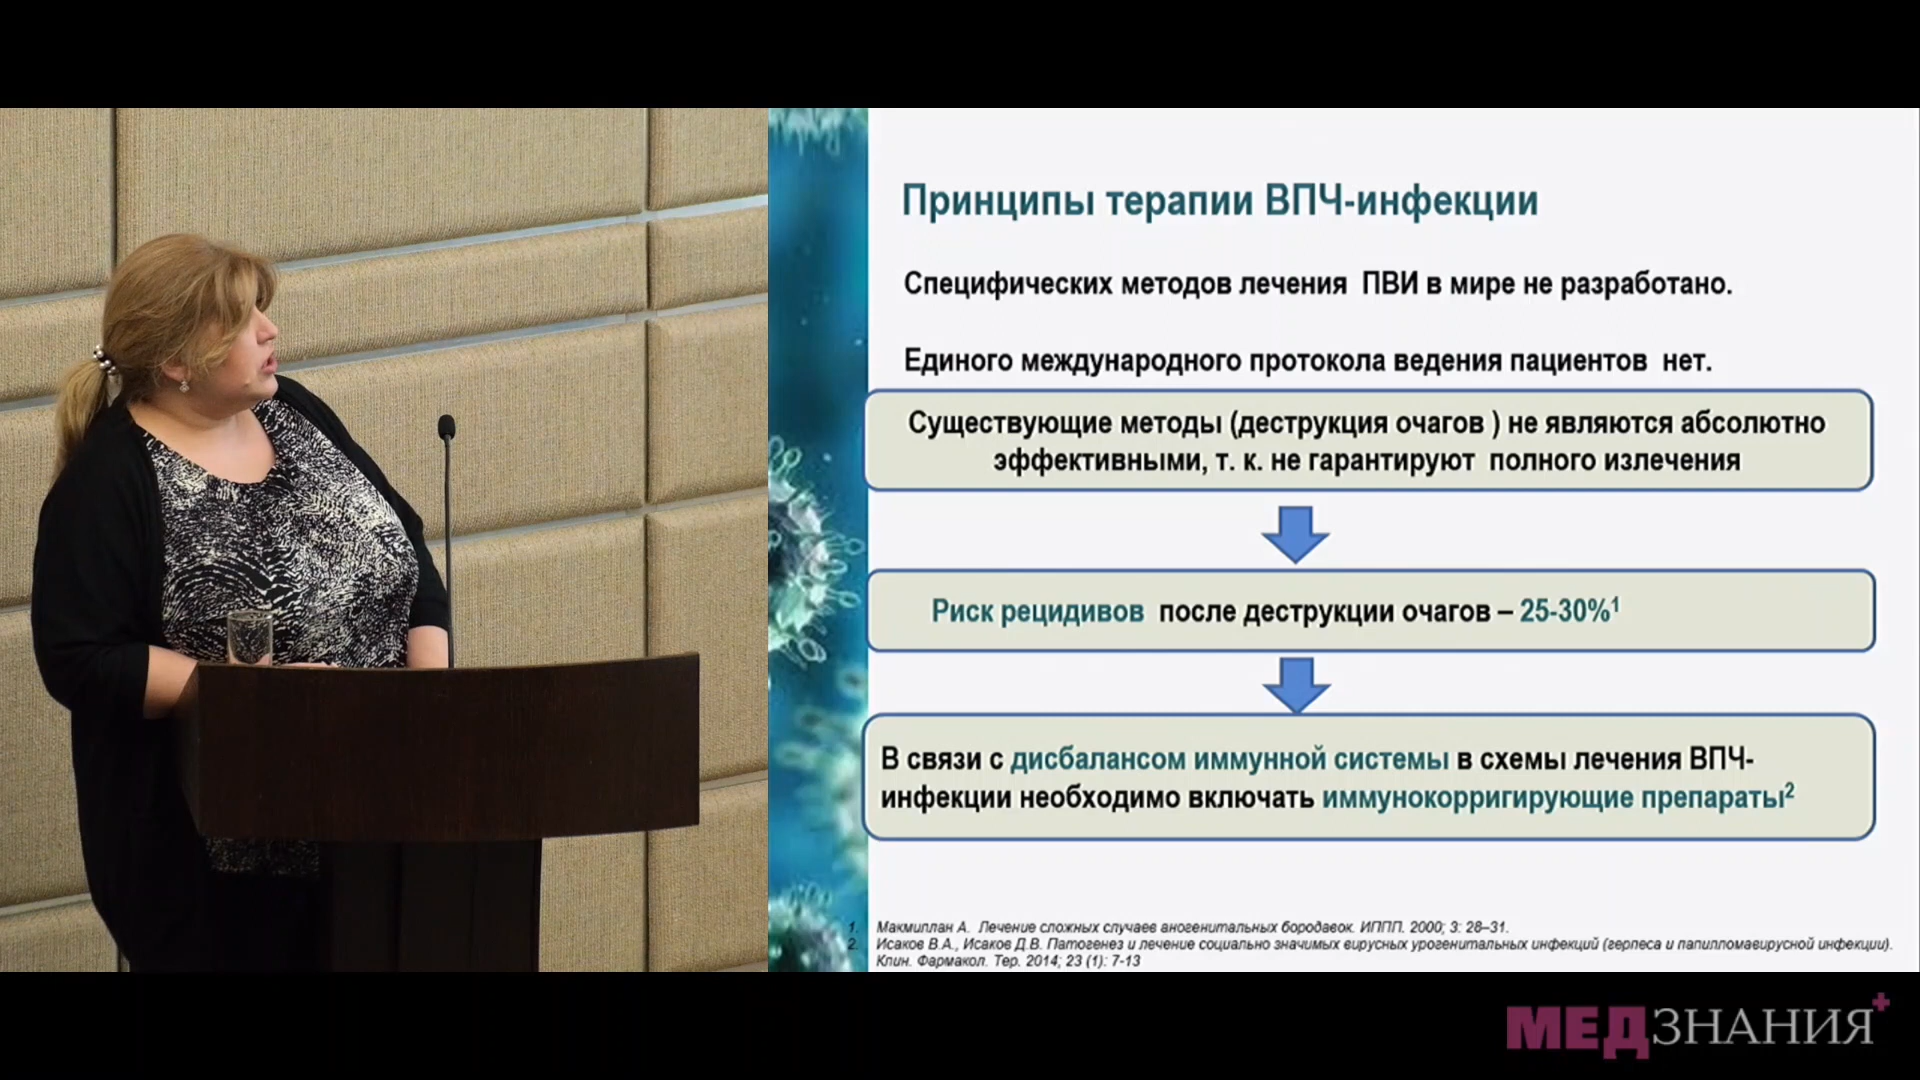 Принципы терапии ВПЧ-инфекции
Специфических методов лечения ПВИ в мире не разработано.
Единого международного протокола ведения пациентов нет.
Существующие методы (деструкция очагов ) не являются абсолютно
эффективными, т. к. не гарантируют полного излечения
Риск рецидивов после деструкции очагов – 25-30%1
В связи с дисбалансом иммунной системы в схемы лечения ВПЧ-
инфекции необходимо включать иммунокорригирующие препараты2
1. Макмиллан А. Лечение сложных случаев аногенитальных бородавок. ИППП. 2000; 3: 28–31.
2. Исаков В.А., Исаков Д.В. Патогенез и лечение социально значимых вирусных урогенитальных инфекций (герпеса и папилломавирусной инфекции).
Клин. Фармакол. Тер. 2014; 23 (1): 7-13
МЕДЗНАНИЯ+